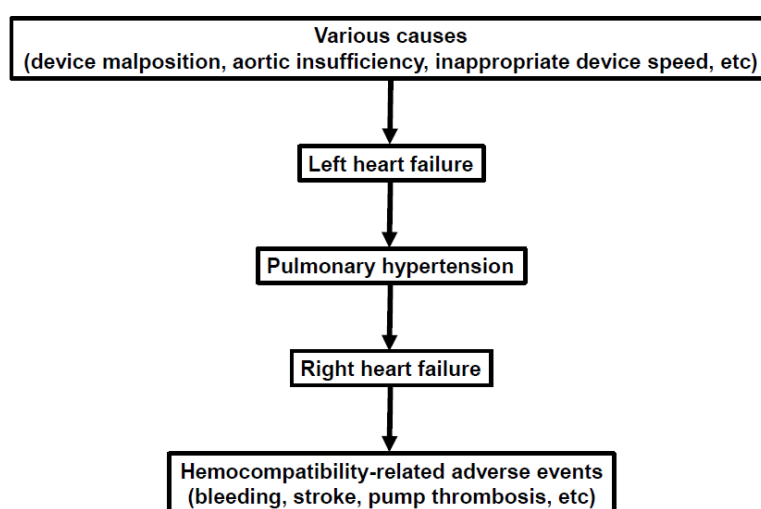 Various causes
(device malposition, aortic insufficiency, inappropriate device speed, etc)
Left heart failure
Pulmonary hypertension
Right heart failure
Hemocompatibility-related adverse events
(bleeding, stroke, pump thrombosis, etc)